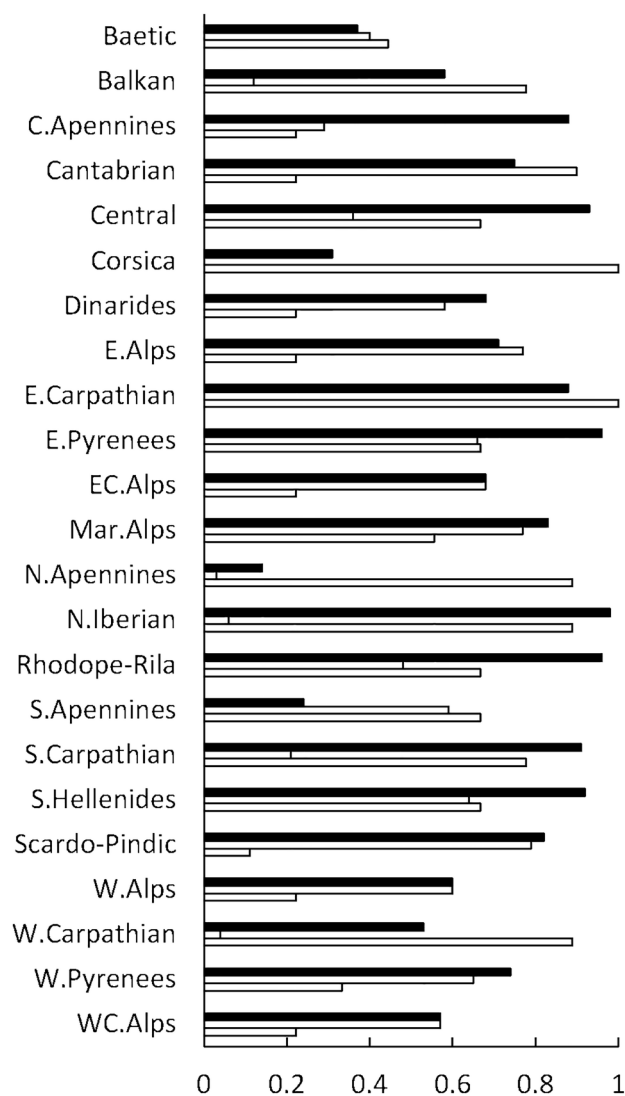 Baetic
Balkan
C.Apennines
Cantabrian
Central
Corsica
Dinarides
E.Alps
E.Carpathian
E.Pyrenees
EC.Alps
Mar.Alps
N.Apennines
N.Iberian
Rhodope-Rila
S.Apennines
S.Carpathian
S.Hellenides
Scardo-Pindic
W.Alps
W.Carpathian
W.Pyrenees
WC.Alps
0 0.2 0.4 0.6 0.8 1